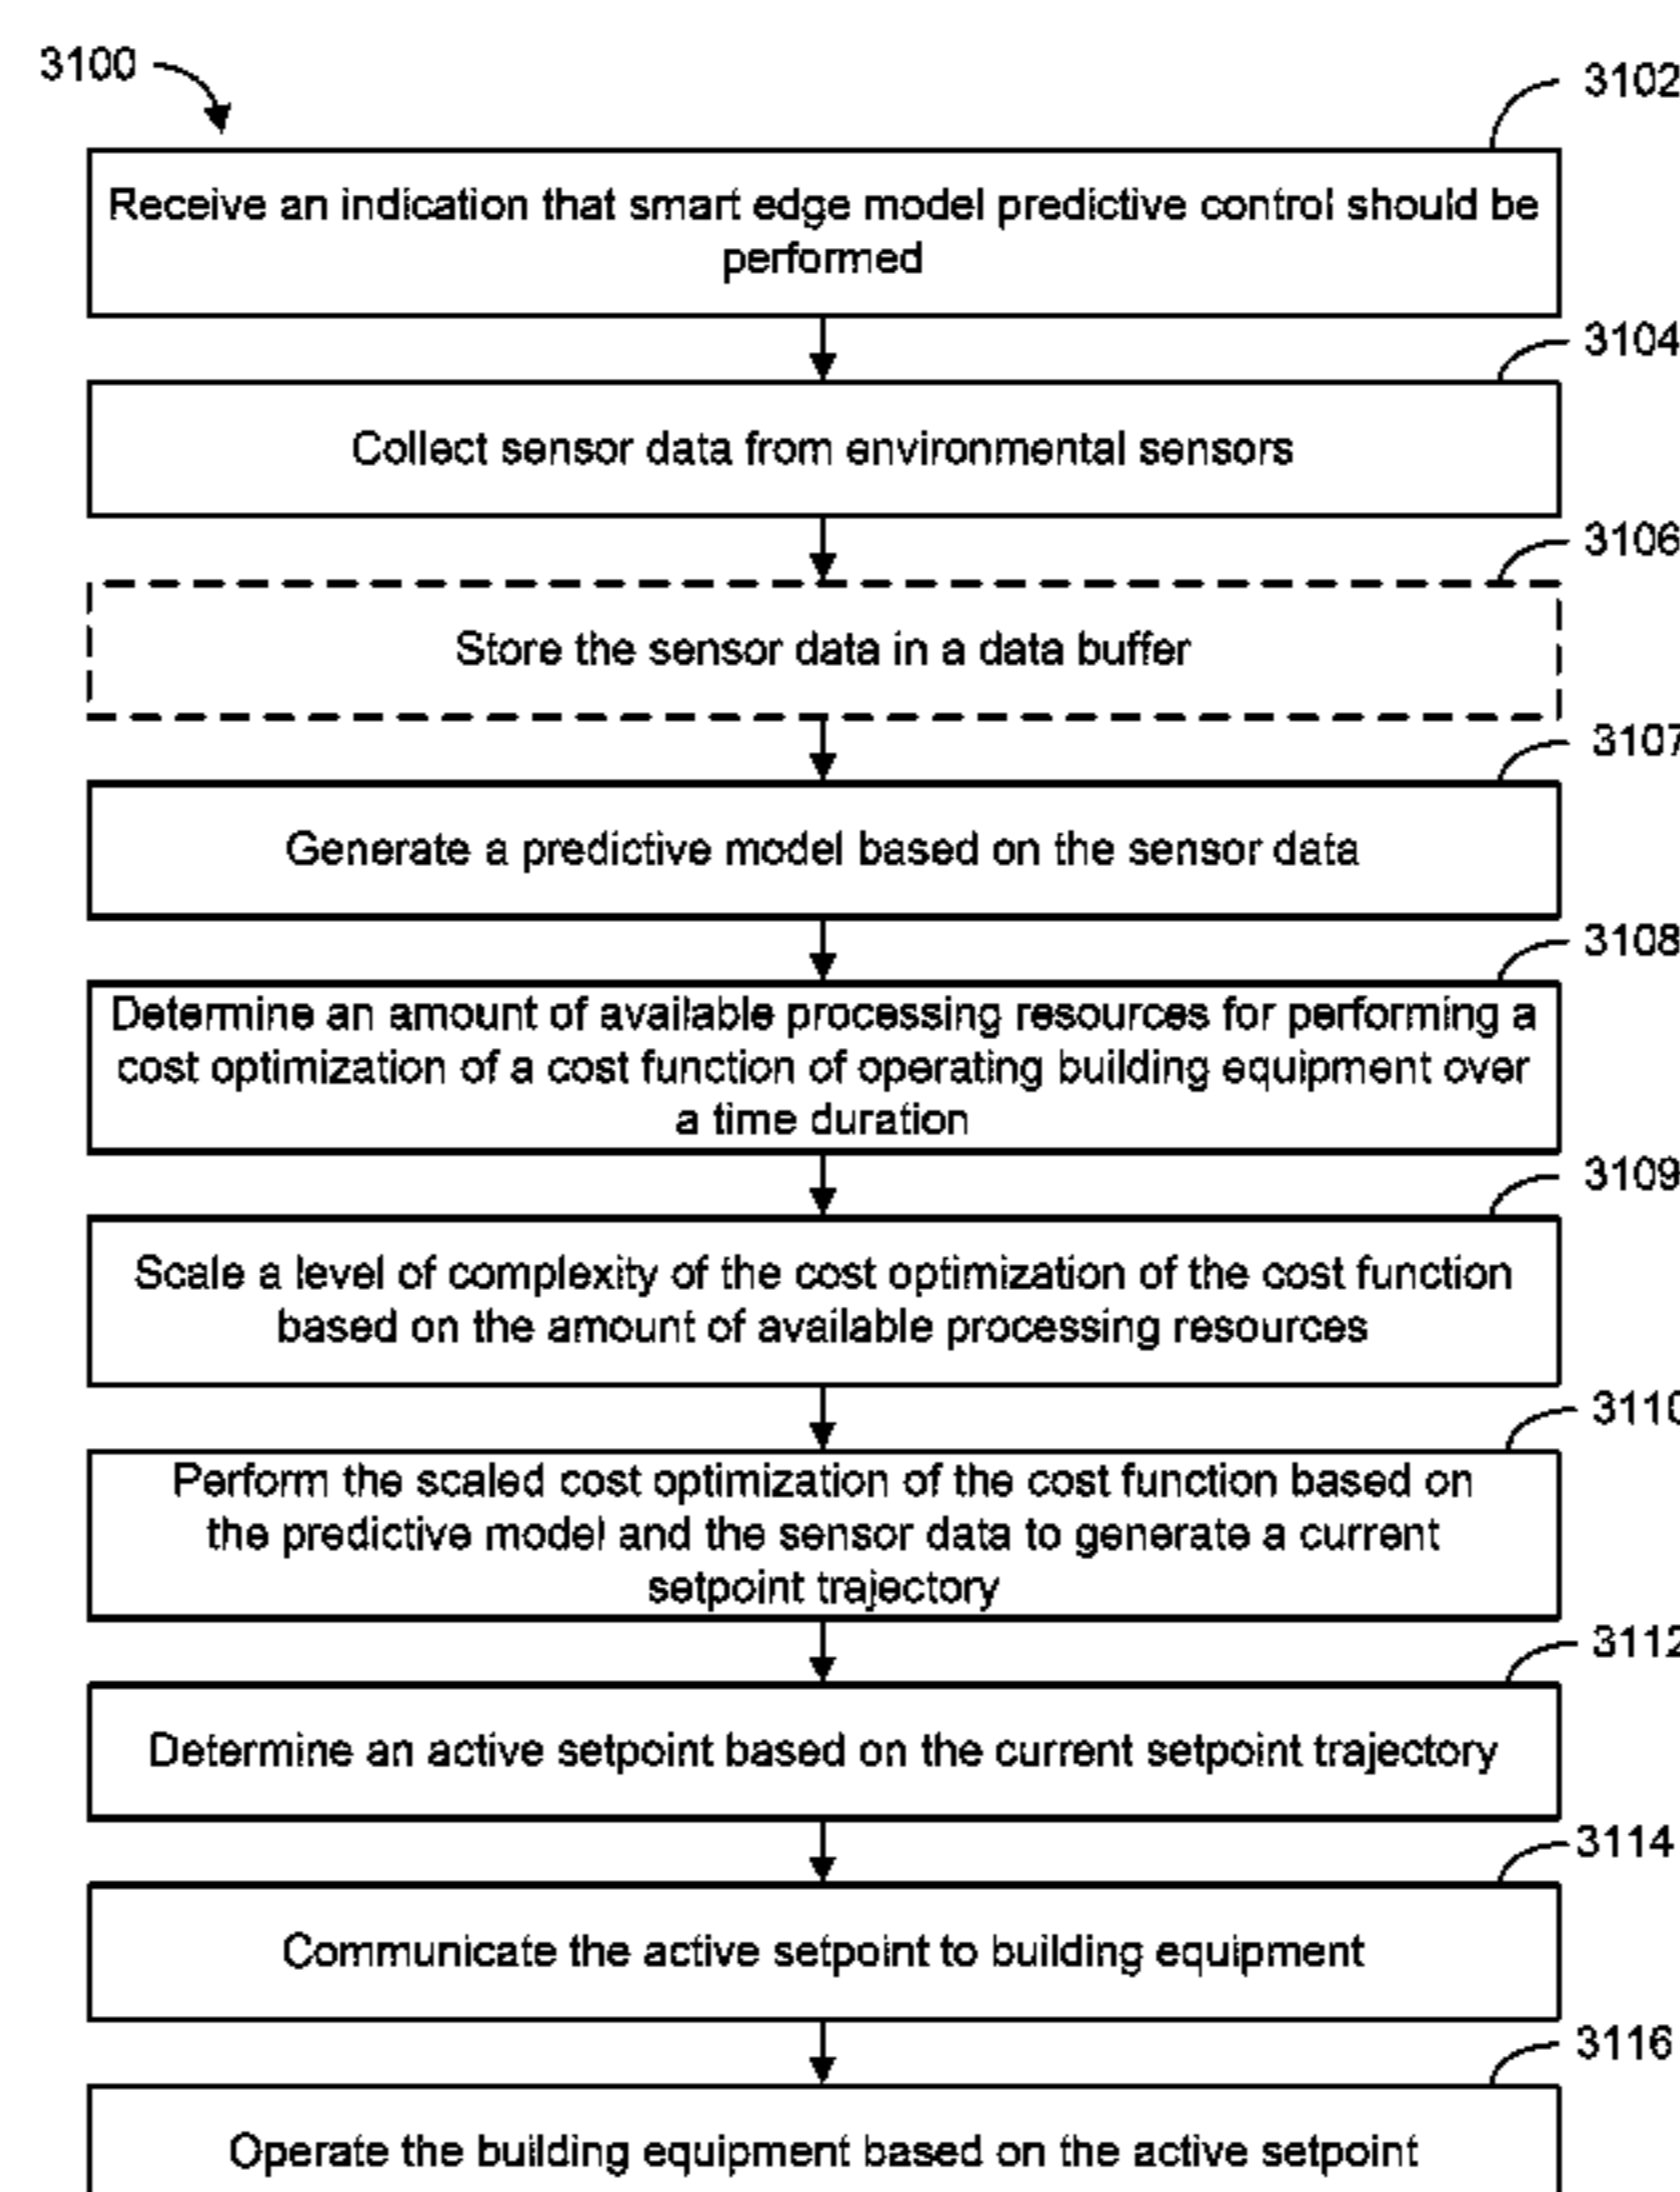 3100
3102
Receive an indication that smart edge model predictive control should be
performed
3104
Collect sensor data from environmental sensors
3106
Store the sensor data in a data buffer
3107
Generate a predictive model based on the sensor data
3108
Determine an amount of available processing resources for performing a
cost optimization of a cost function of operating building equipment over
a time duration
3109
Scale a level of complexity of the cost optimization of the cost function
based on the amount of available processing resources
3110
Perform the scaled cost optimization of the cost function based on
the predictive model and the sensor data to generate a current
setpoint trajectory
3112
Determine an active setpoint based on the current setpoint trajectory
3114
Communicate the active setpoint to building equipment
3116
Operate the building equipment based on the active setpoint